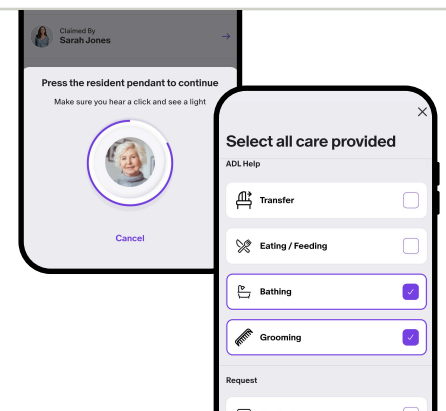 Claimed By
Sarah Jones
Press the resident pendant to continue
Make sure you hear a click and see a light
Cancel
Select all care provided
ADL Help
Transfer
Eating / Feeding
Bathing
Grooming
Request